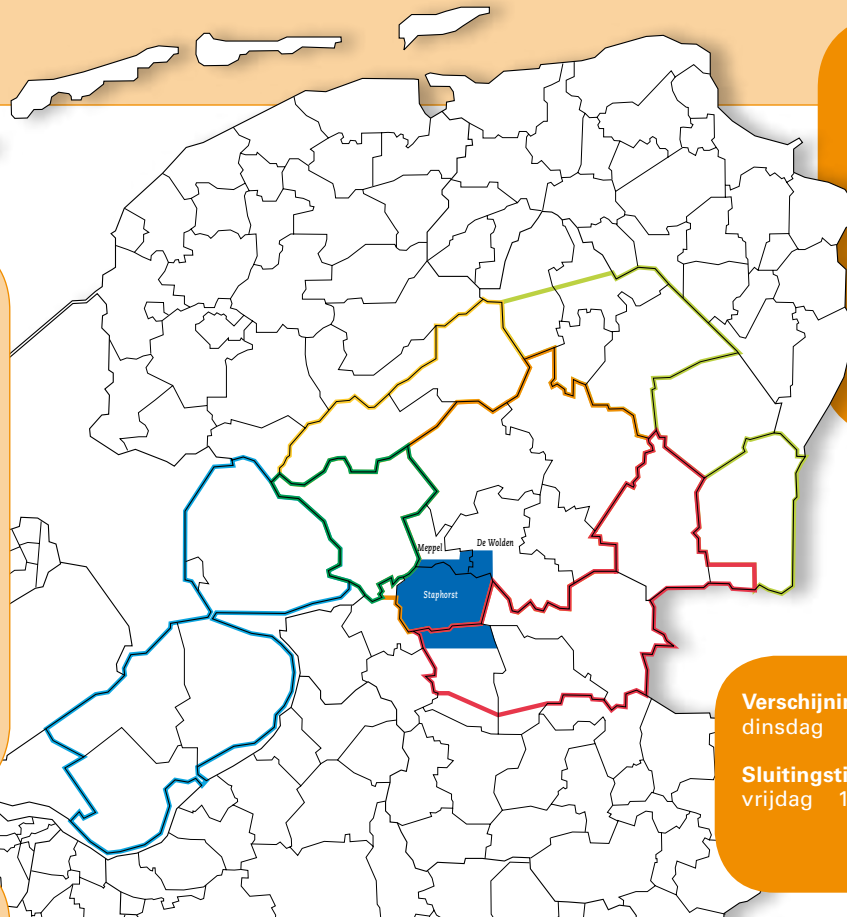 De Wolden
Meppel
Staphorst
Verschijnin
dinsdag
Sluitingsti
vrijdag 1